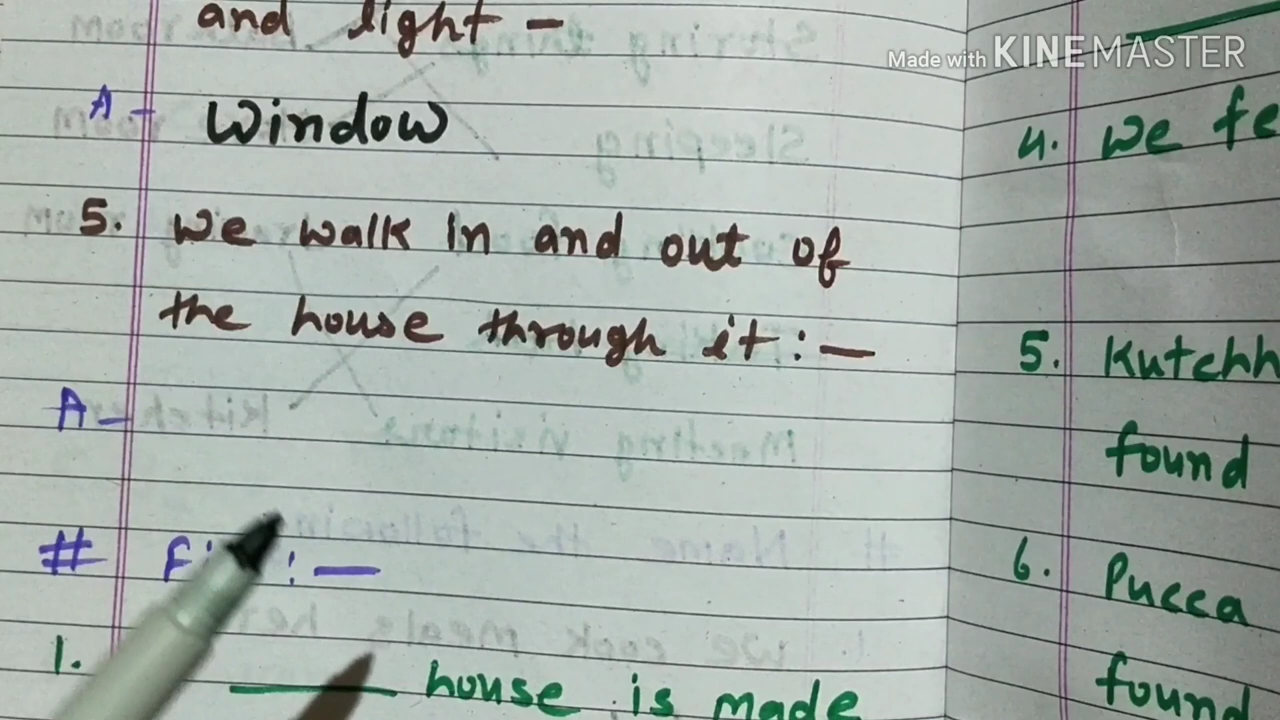 and light -
A - Window
5. We walk in and out of
the house through it : —
A -
# :—
1. ____ house is made
4. We fe
5. Kutchh
found
6. Pucca
found
Made with KINEMASTER